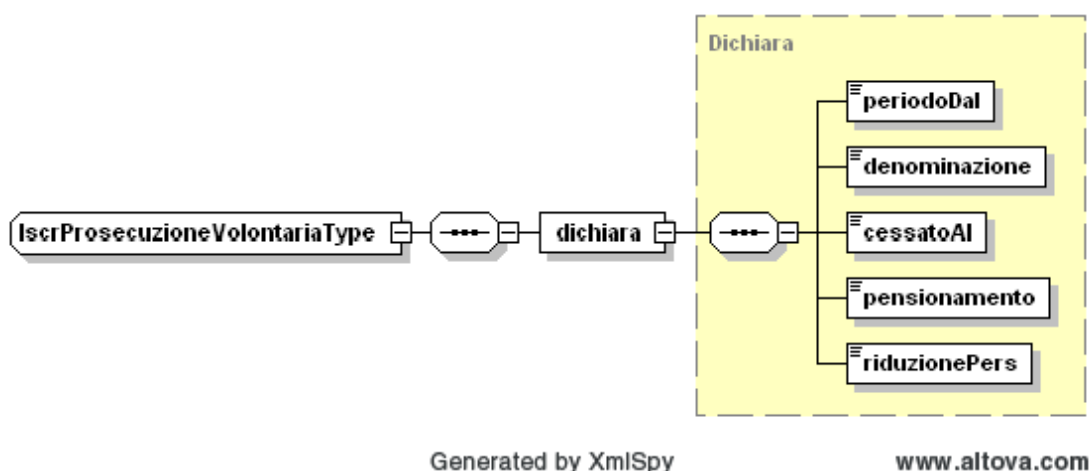 Dichiara
periodoDal
denominazione
IscrProsecuzioneVolontariaType
dichiara
cessatoAl
pensionamento
riduzionePers
Generated by XmlSpy
www.altova.com